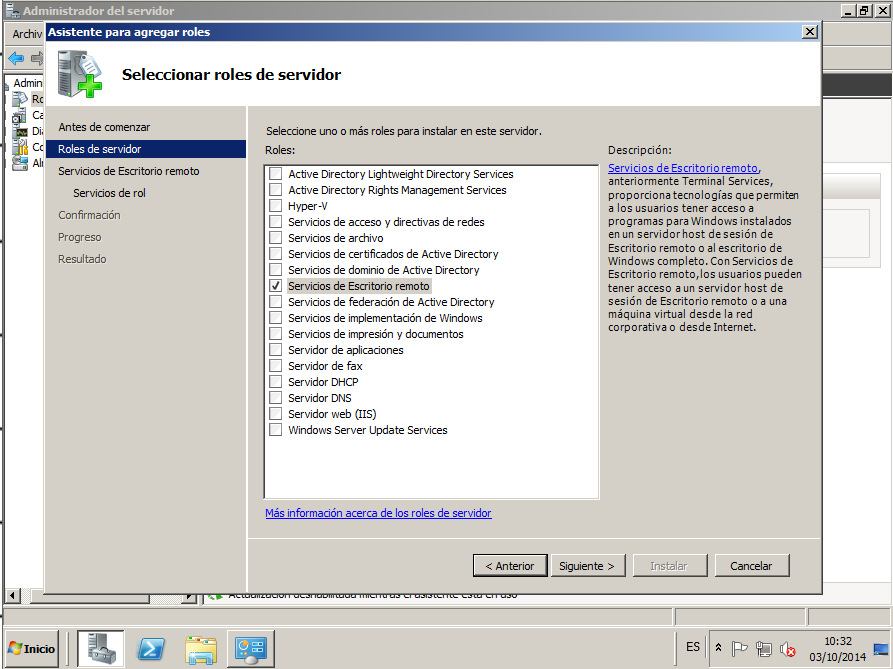 Administrador del servidor
Archiv
Asistente para agregar roles
Seleccionar roles de servidor
Admin
Ro
Ca
Dia
Co
Alm
Antes de comenzar
Roles de servidor
Servicios de Escritorio remoto
Servicios de rol
Confirmación
Progreso
Resultado
Seleccione uno o más roles para instalar en este servidor.
Roles:
Active Directory Lightweight Directory Services
Active Directory Rights Management Services
Hyper-V
Servicios de acceso y directivas de redes
Servicios de archivo
Servicios de certificados de Active Directory
Servicios de dominio de Active Directory
Servicios de Escritorio remoto
Servicios de federación de Active Directory
Servicios de implementación de Windows
Servicios de impresión y documentos
Servidor de aplicaciones
Servidor de fax
Servidor DHCP
Servidor DNS
Servidor web (IIS)
Windows Server Update Services
Más información acerca de los roles de servidor
Descripción:
Servicios de Escritorio remoto,
anteriormente Terminal Services,
proporciona tecnologías que permiten
a los usuarios tener acceso a
programas para Windows instalados
en un servidor host de sesión de
Escritorio remoto o al escritorio de
Windows completo. Con Servicios de
Escritorio remoto,los usuarios pueden
tener acceso a un servidor host de
sesión de Escritorio remoto o a una
máquina virtual desde la red
corporativa o desde Internet.
< Anterior
Siguiente >
Instalar
Cancelar
Actualización deshabilitada mientras el asistente está en uso
Inicio
ES
10:32
03/10/2014